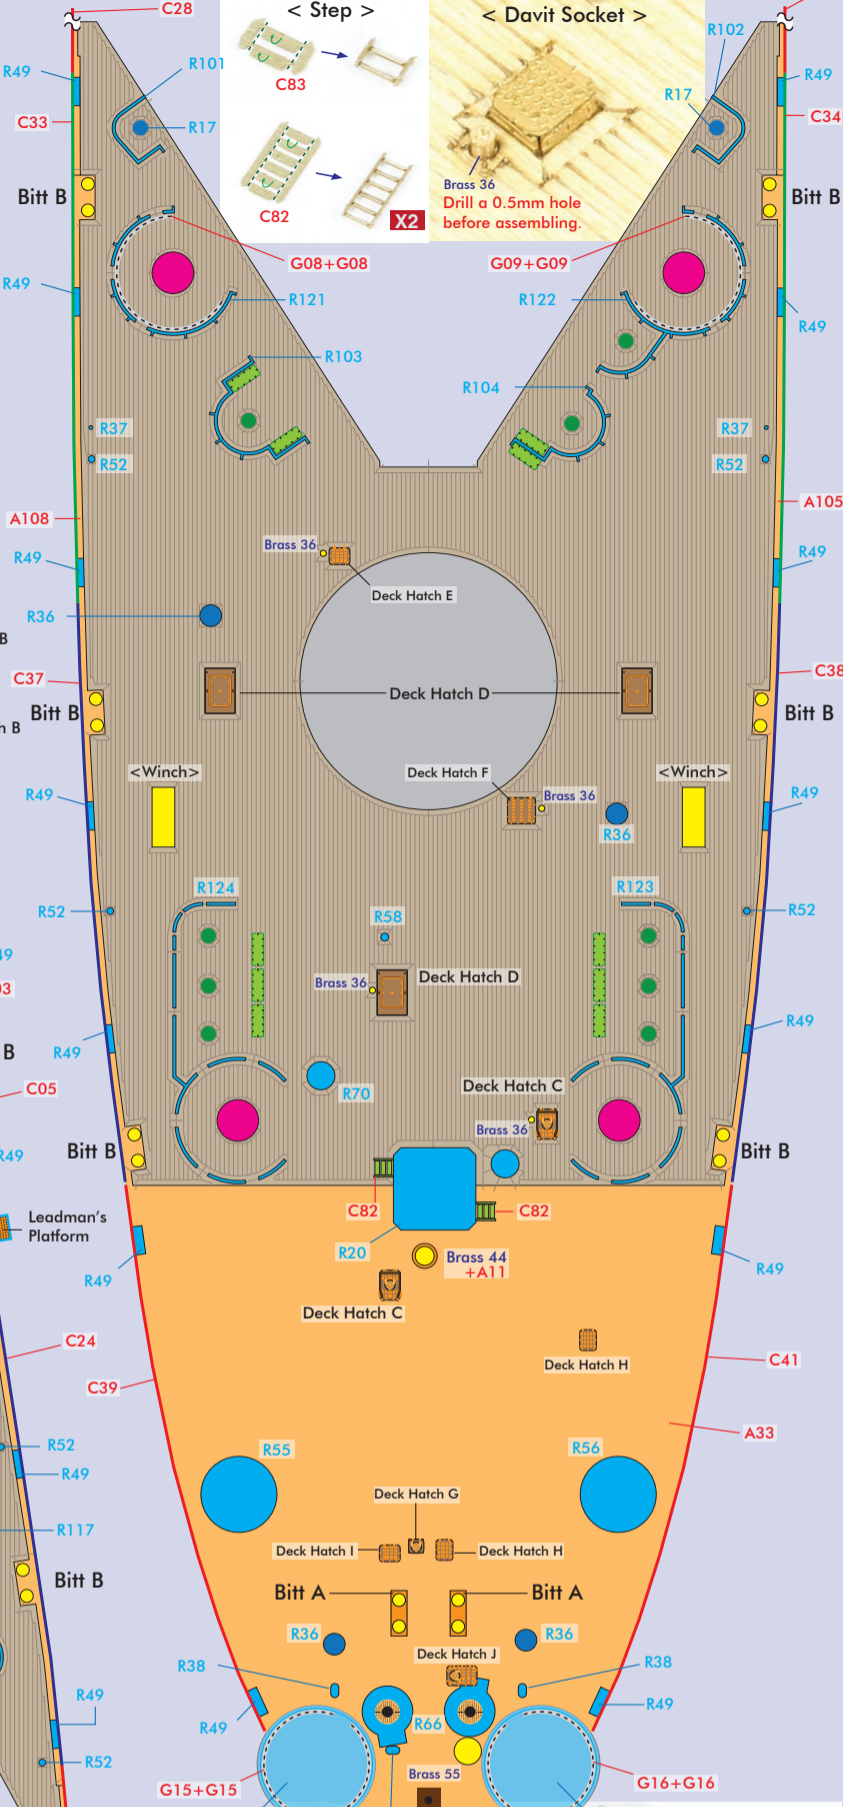 C28
< Step >
< Davit Socket >
R102
R49
R101
C83
R17
R49
C33
R17
C34
Bitt B
C82
X2
Brass 36
Drill a 0.5mm hole
before assembling.
Bitt B
G08+G08
G09+G09
R49
R121
R122
R49
R103
R104
R37
R52
R37
R52
A108
A105
R49
Brass 36
Deck Hatch E
R49
R36
B
C37
C38
Deck Hatch D
h B
Bitt B
Bitt B
<Winch>
Deck Hatch F
<Winch>
R49
Brass 36
R49
R36
R124
R123
R52
R58
R52
49
03
Brass 36
Deck Hatch D
R49
B
R49
C05
R70
Deck Hatch C
Brass 36
R49
Bitt B
Bitt B
C82
C82
Leadman's
Platform
R20
Brass 44
+A11
R49
R49
Deck Hatch C
C24
Deck Hatch H
C41
C39
A33
R52
R55
R56
R49
Deck Hatch G
R117
Deck Hatch I
Deck Hatch H
Bitt B
Bitt A
Bitt A
R36
R36
R38
Deck Hatch J
R38
R49
R49
R66
R49
R52
Brass 55
G15+G15
G16+G16